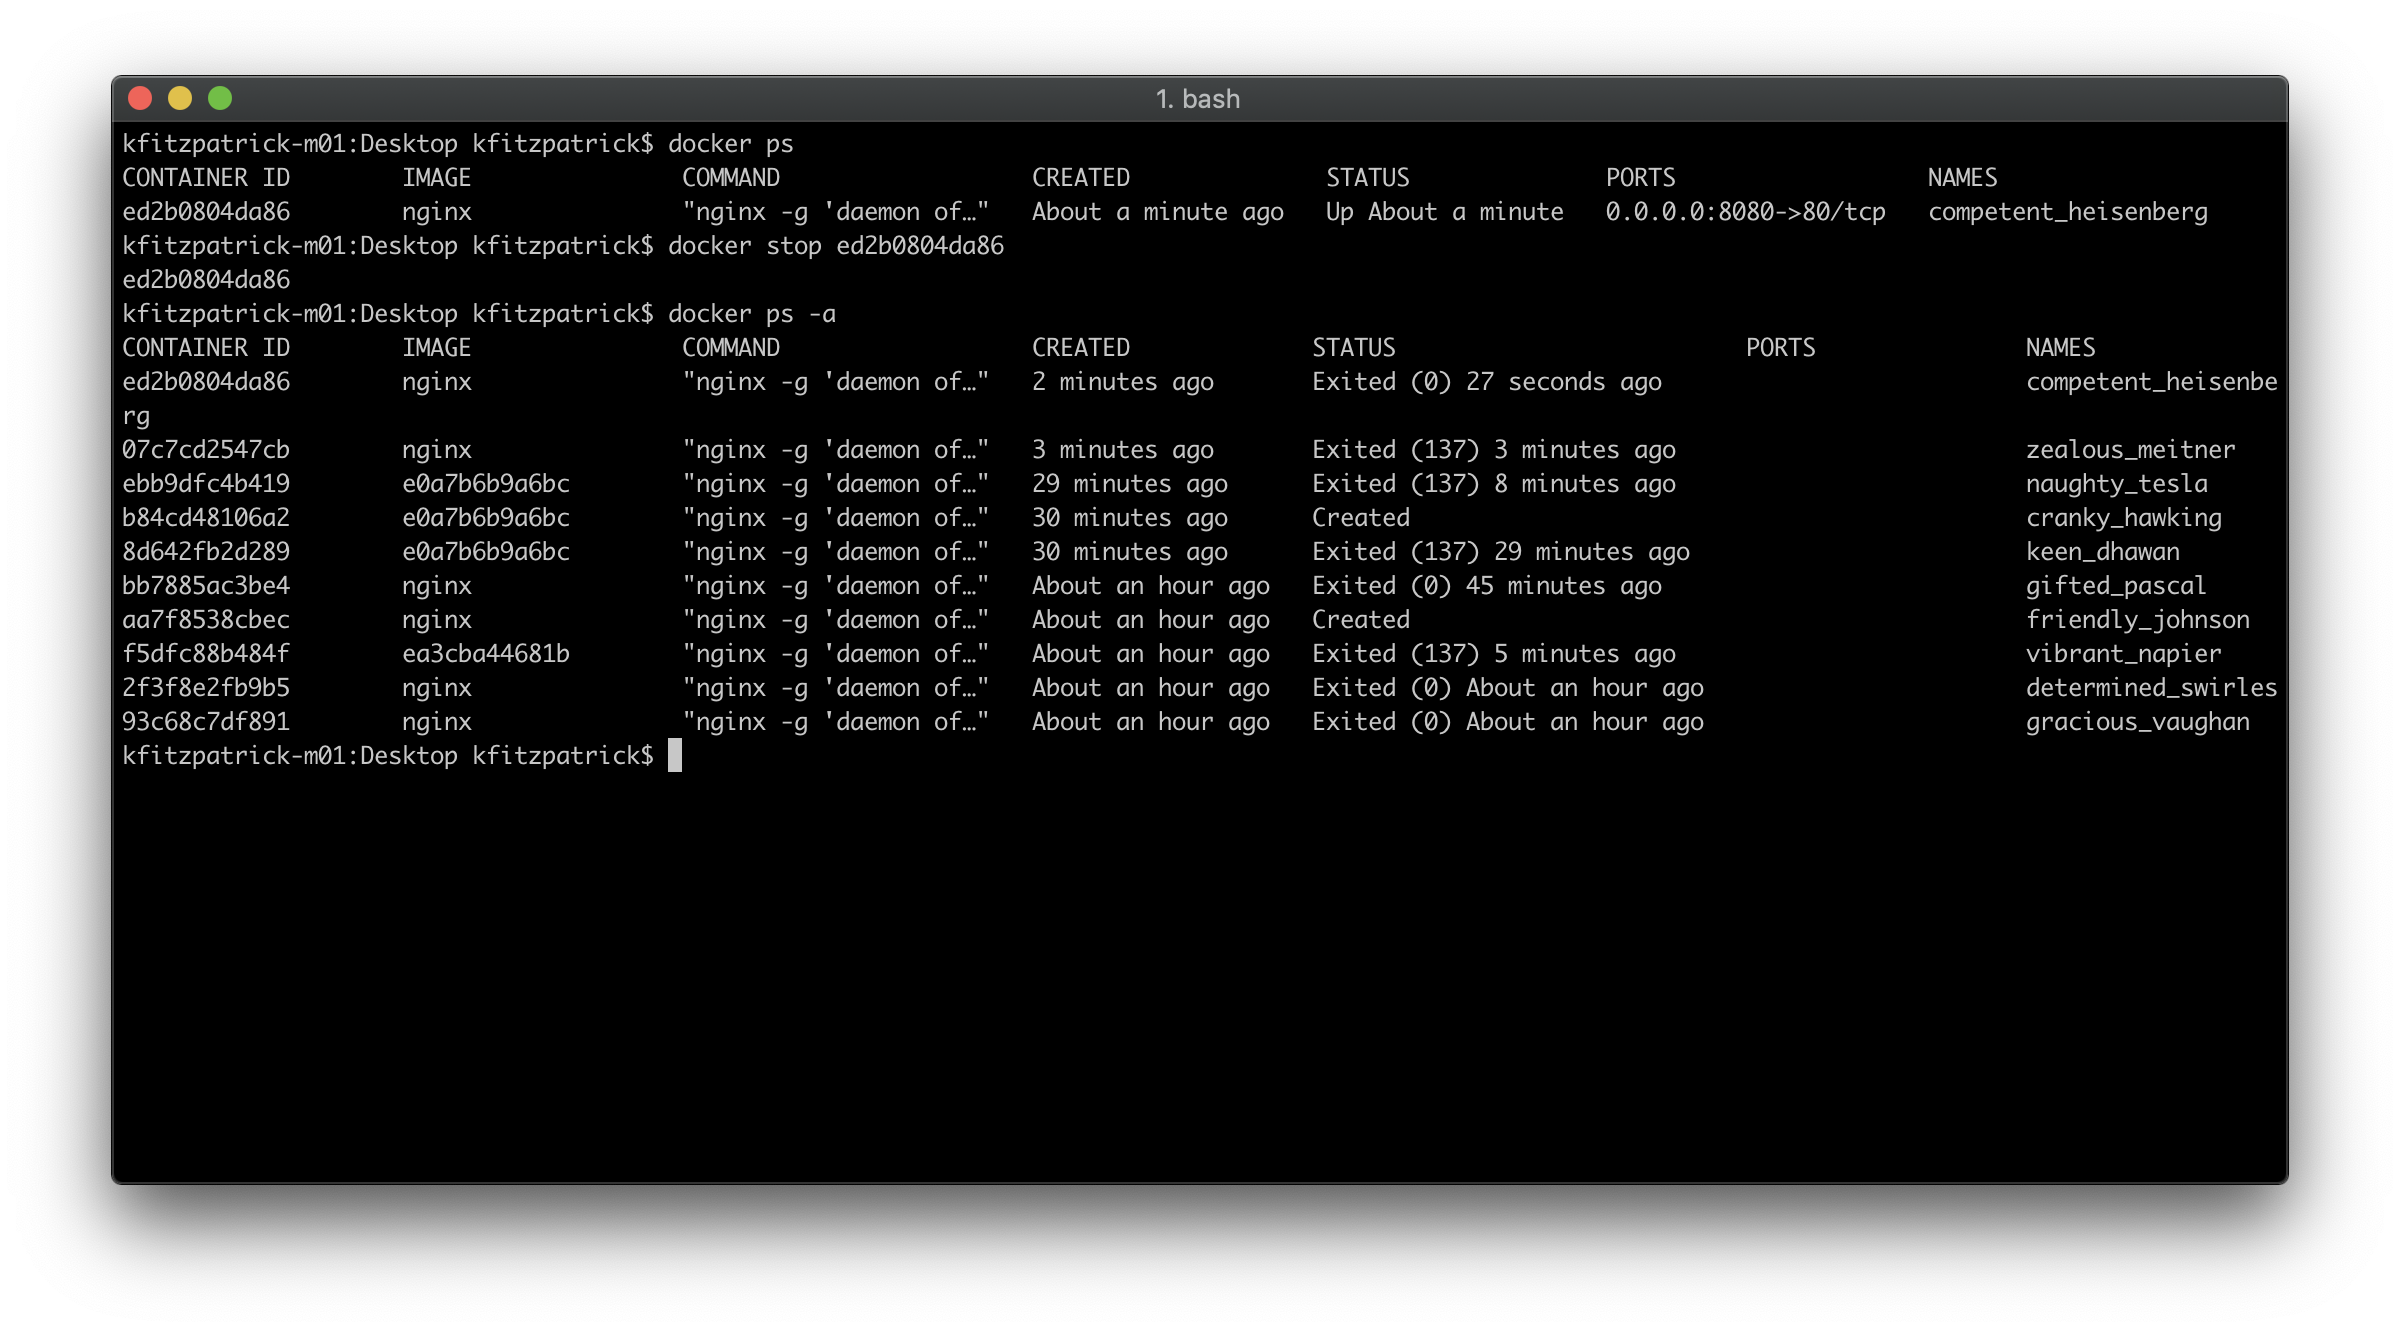 1. bash
kfitzpatrick-m01:Desktop kfitzpatrick$ docker ps
CONTAINER ID        IMAGE               COMMAND                  CREATED              STATUS              PORTS                  NAMES
ed2b0804da86        nginx               "nginx -g 'daemon of…"   About a minute ago   Up About a minute   0.0.0.0:8080->80/tcp   competent_heisenberg
kfitzpatrick-m01:Desktop kfitzpatrick$ docker stop ed2b0804da86
ed2b0804da86
kfitzpatrick-m01:Desktop kfitzpatrick$ docker ps -a
CONTAINER ID        IMAGE               COMMAND                  CREATED             STATUS                         PORTS               NAMES
ed2b0804da86        nginx               "nginx -g 'daemon of…"   2 minutes ago       Exited (0) 27 seconds ago                          competent_heisenbe
rg
07c7cd2547cb        nginx               "nginx -g 'daemon of…"   3 minutes ago       Exited (137) 3 minutes ago                         zealous_meitner
ebb9dfc4b419        e0a7b6b9a6bc        "nginx -g 'daemon of…"   29 minutes ago      Exited (137) 8 minutes ago                         naughty_tesla
b84cd48106a2        e0a7b6b9a6bc        "nginx -g 'daemon of…"   30 minutes ago      Created                                            cranky_hawking
8d642fb2d289        e0a7b6b9a6bc        "nginx -g 'daemon of…"   30 minutes ago      Exited (137) 29 minutes ago                        keen_dhawan
bb7885ac3be4        nginx               "nginx -g 'daemon of…"   About an hour ago   Exited (0) 45 minutes ago                          gifted_pascal
aa7f8538cbec        nginx               "nginx -g 'daemon of…"   About an hour ago   Created                                            friendly_johnson
f5dfc88b484f        ea3cba44681b        "nginx -g 'daemon of…"   About an hour ago   Exited (137) 5 minutes ago                         vibrant_napier
2f3f8e2fb9b5        nginx               "nginx -g 'daemon of…"   About an hour ago   Exited (0) About an hour ago                       determined_swirles
93c68c7df891        nginx               "nginx -g 'daemon of…"   About an hour ago   Exited (0) About an hour ago                       gracious_vaughan
kfitzpatrick-m01:Desktop kfitzpatrick$